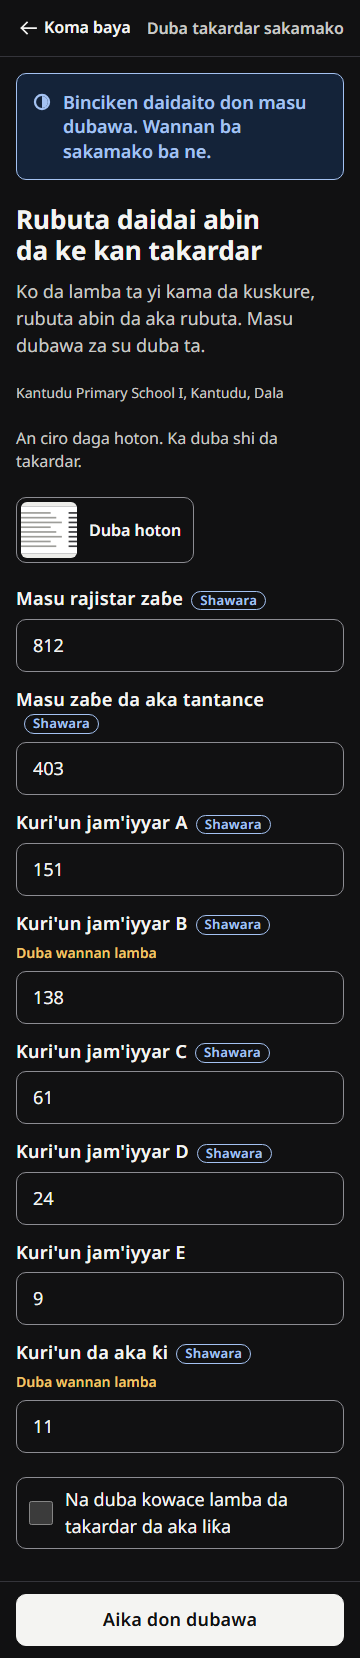 ← Koma baya
Duba takardar sakamako
Binciken daidaito don masu
dubawa. Wannan ba
sakamako ba ne.
Rubuta daidai abin
da ke kan takardar
Ko da lamba ta yi kama da kuskure,
rubuta abin da aka rubuta. Masu
dubawa za su duba ta.
Kantudu Primary School I, Kantudu, Dala
An ciro daga hoton. Ka duba shi da
takardar.
Duba hoton
Masu rajistar zaɓe Shawara
812
Masu zaɓe da aka tantance
Shawara
403
Kuri'un jam'iyyar A Shawara
151
Kuri'un jam'iyyar B Shawara
Duba wannan lamba
138
Kuri'un jam'iyyar C Shawara
61
Kuri'un jam'iyyar D Shawara
24
Kuri'un jam'iyyar E
9
Kuri'un da aka ƙi Shawara
Duba wannan lamba
11
Na duba kowace lamba da
takardar da aka liƙa
Aika don dubawa